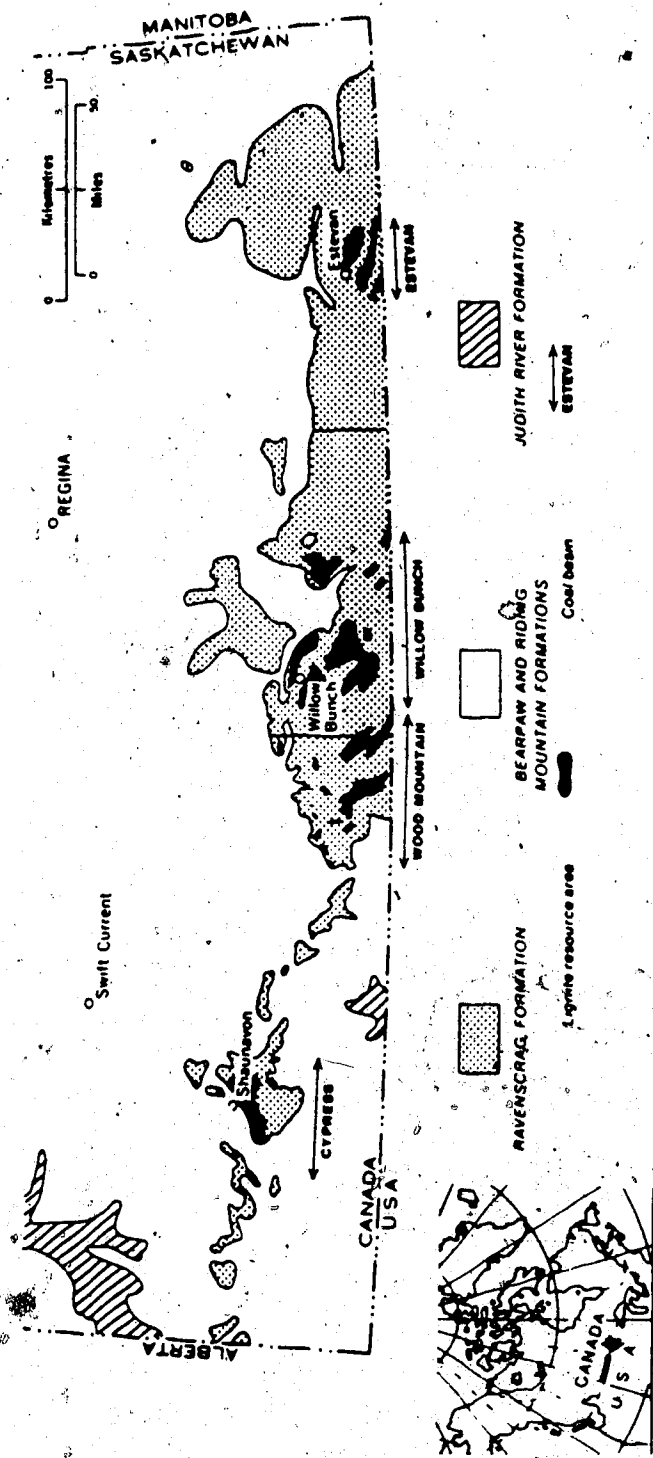 MANITOBA
SASKATCHEWAN
0 100
Kilometres
Miles
0 50
REGINA
Swift Current
Shaunavon
Willow
Bunch
Estevan
CYPRESS
WOOD MOUNTAIN
WILLOW BUNCH
ESTEVAN
ALBERTA
CANADA
USA
CANADA
U S A
RAVENSCRAG FORMATION
BEARPAW AND RIDING
MOUNTAIN FORMATIONS
JUDITH RIVER FORMATION
Lignite resource area
Coal basin
ESTEVAN